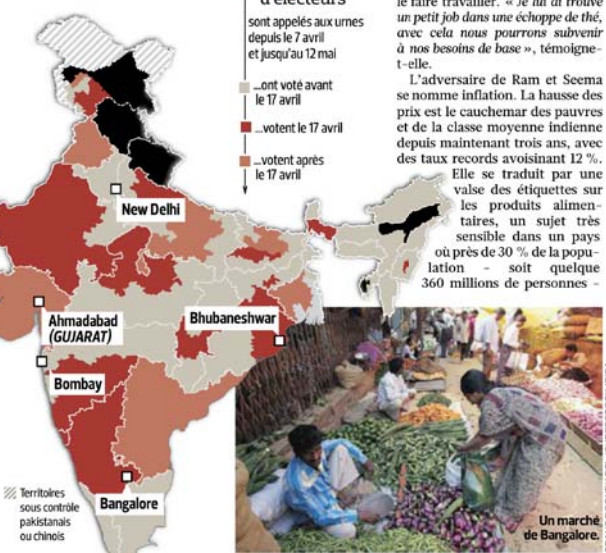 d'électeurs
sont appelés aux urnes
depuis le 7 avril
et jusqu'au 12 mai
...ont voté avant
le 17 avril
...votent le 17 avril
...votent après
le 17 avril
New Delhi
Ahmadabad
(GUJARAT)
Bhubaneshwar
Bombay
Bangalore
Territoires
sous contrôle
pakistanais
ou chinois
le faire travailler. « Je lui ai trouvé
un petit job dans une échoppe de thé,
avec cela nous pourrons subvenir
à nos besoins de base », témoigne-
t-elle.
L'adversaire de Ram et Seema
se nomme inflation. La hausse des
prix est le cauchemar des pauvres
et de la classe moyenne indienne
depuis maintenant trois ans, avec
des taux records avoisinant 12 %.
Elle se traduit par une
valse des étiquettes sur
les produits alimen-
taires, un sujet très
sensible dans un pays
où près de 30 % de la popu-
lation - soit quelque
360 millions de personnes -
Un marché
de Bangalore.